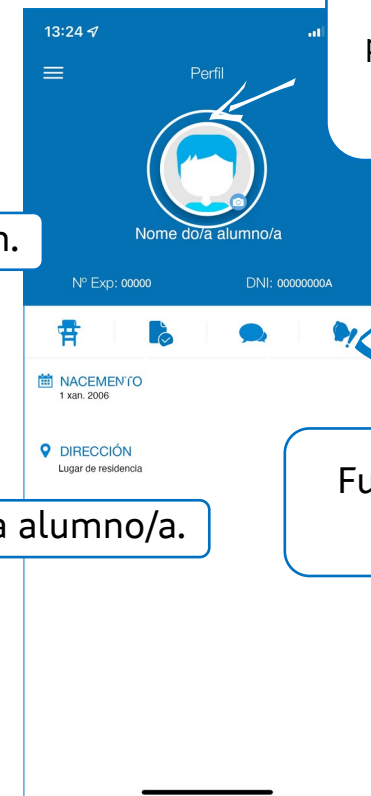 13:24
Perfil
Nome do/a alumno/a
Nº Exp: 00000
DNI: 00000000A
NACEMENTO
1 xan. 2006
DIRECCIÓN
Lugar de residencia
a alumno/a.